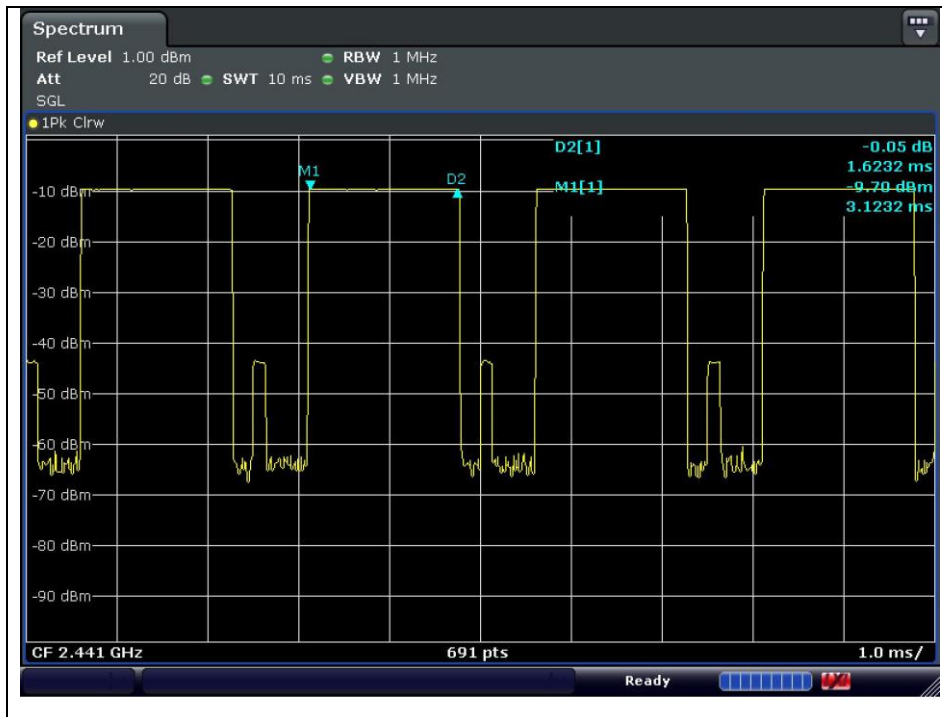 Spectrum
Ref Level 1.00 dBm RBW 1 MHz
Att 20 dB SWT 10 ms VBW 1 MHz
SGL
1Pk Clrw
D2[1] -0.05 dB
1.6232 ms
M1[1] -9.70 dBm
3.1232 ms
M1
D2
-10 dBm
-20 dBm
-30 dBm
-40 dBm
-50 dBm
-60 dBm
-70 dBm
-80 dBm
-90 dBm
CF 2.441 GHz 691 pts 1.0 ms/
Ready